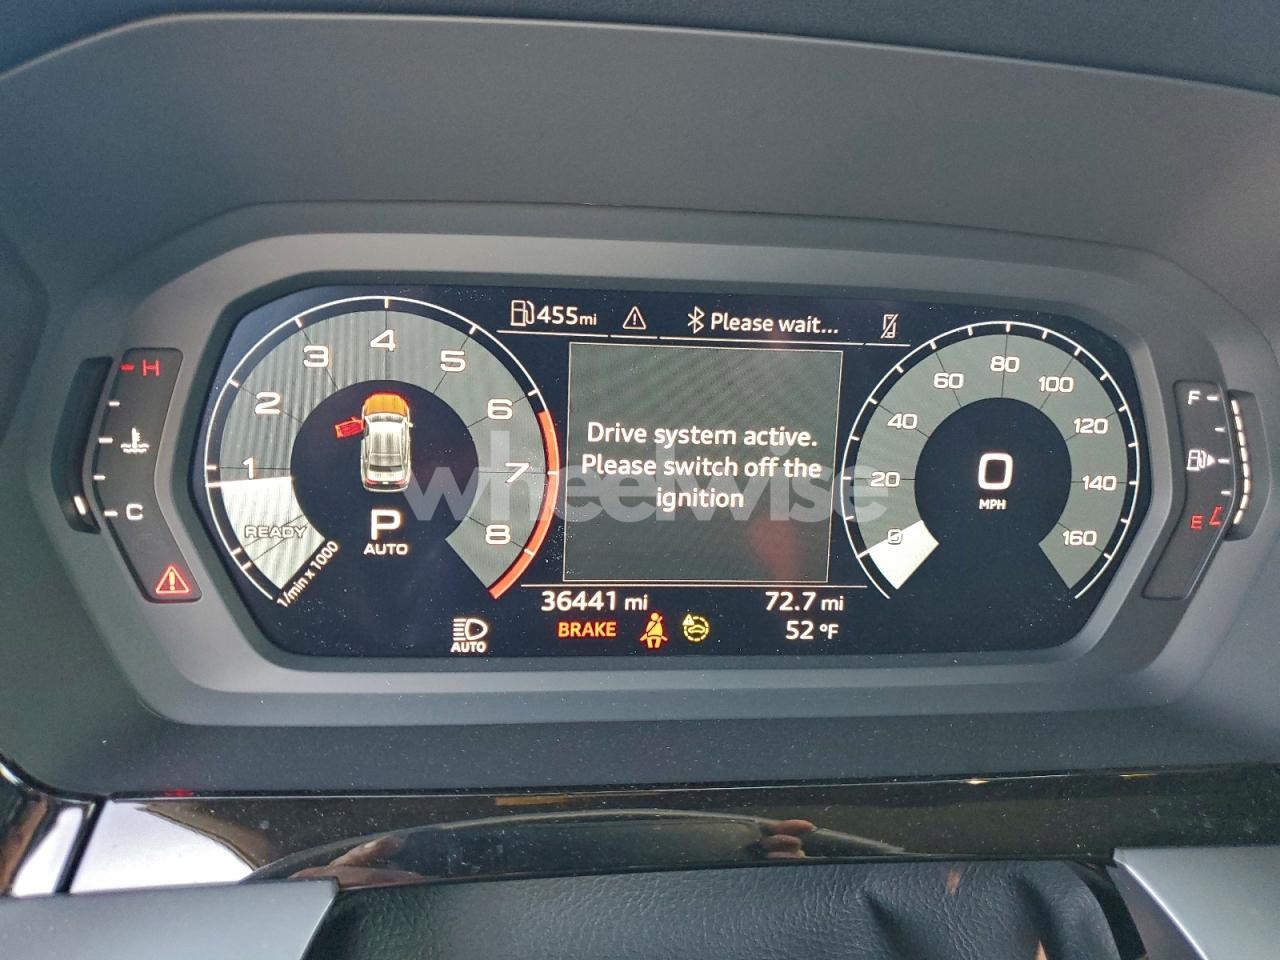 455mi
Please wait...
H
C
1
2
3
4
5
6
7
8
READY
1/min x 1000
P
AUTO
Drive system active.
Please switch off the
ignition
wheelwise
0
20
40
60
80
100
120
140
160
0
MPH
F
E
36441 mi
72.7 mi
AUTO
BRAKE
52 °F